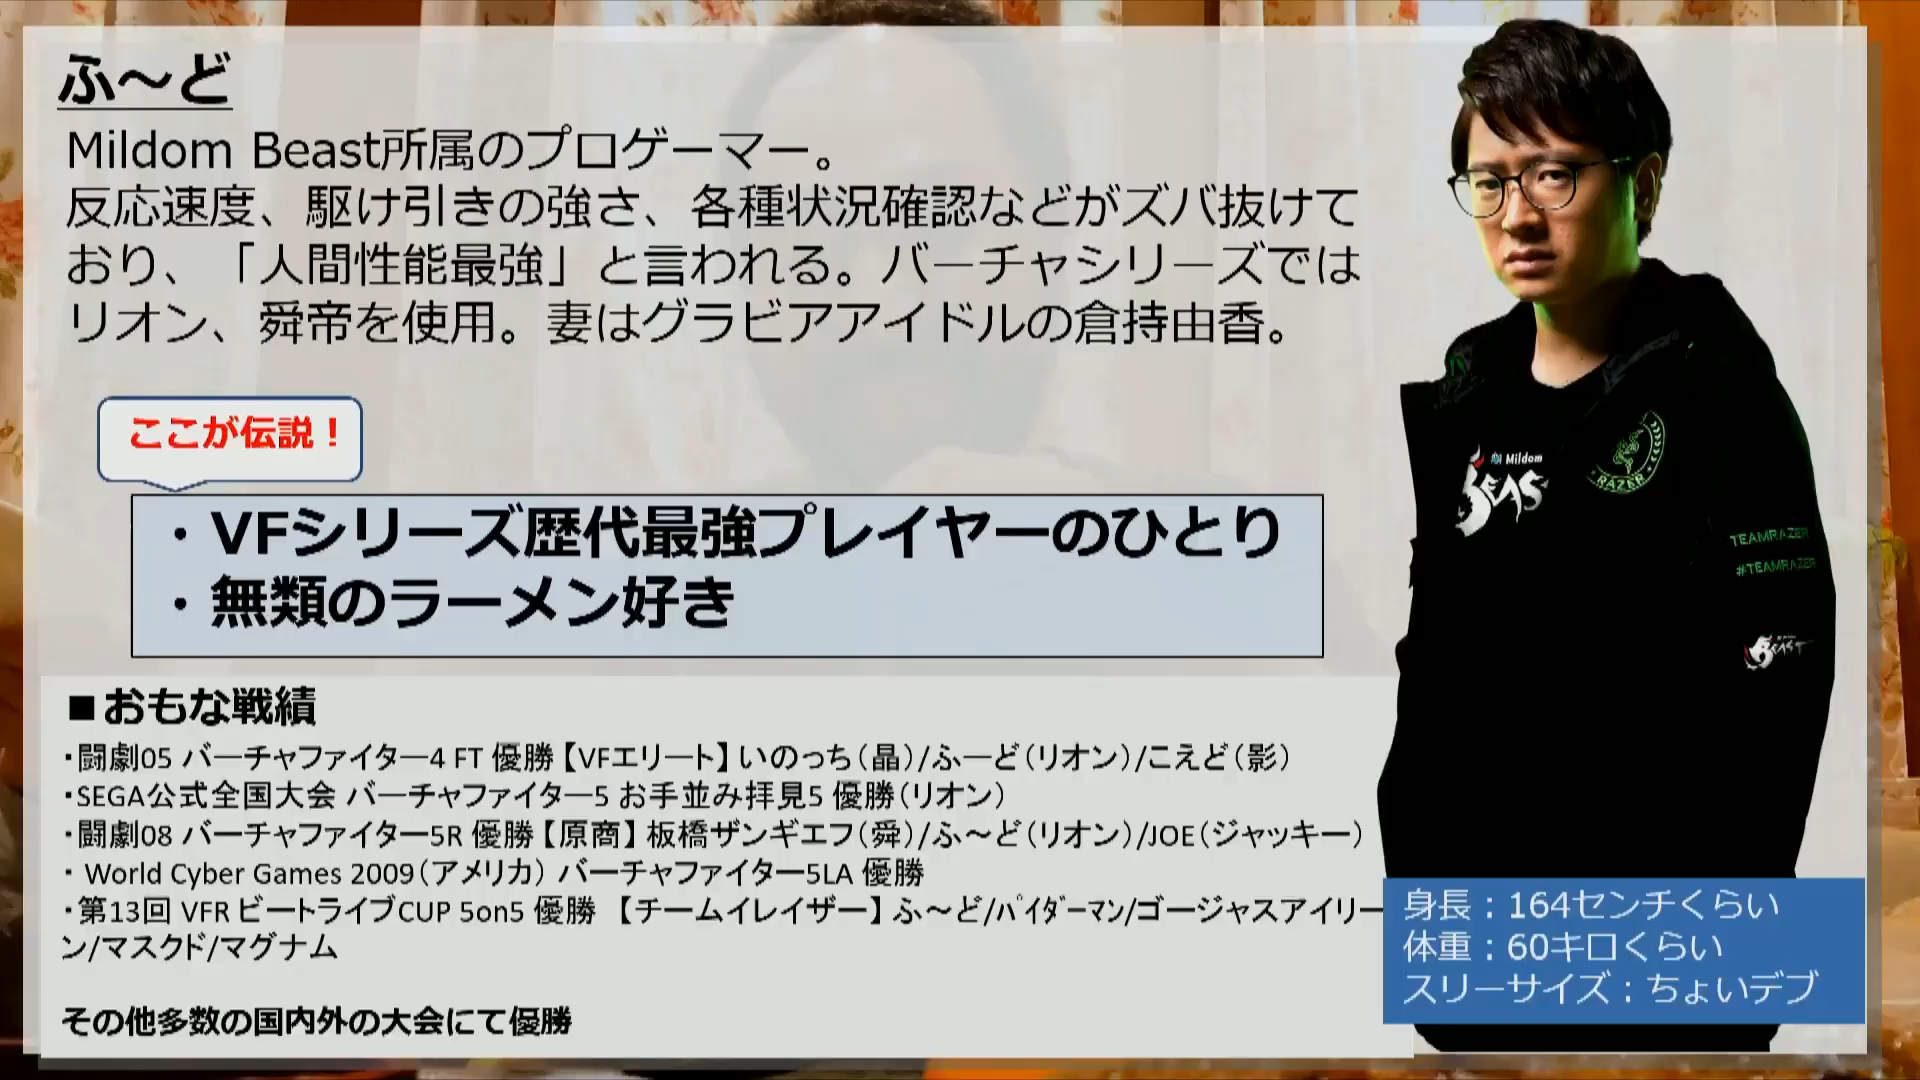 ふ～ど
Mildom Beast所属のプロゲーマー。
反応速度、駆け引きの強さ、各種状況確認などがズバ抜けて
おり、「人間性能最強」と言われる。バーチャシリーズでは
リオン、舜帝を使用。妻はグラビアアイドルの倉持由香。
ここが伝説！
・VFシリーズ歴代最強プレイヤーのひとり
・無類のラーメン好き
■おもな戦績
・闘劇05 バーチャファイター4 FT 優勝【VFエリート】いのっち（晶）/ふーど（リオン）/こえど（影）
・SEGA公式全国大会 バーチャファイター5 お手並み拝見5 優勝（リオン）
・闘劇08 バーチャファイター5R 優勝【原商】板橋ザンギエフ（舜）/ふ～ど（リオン）/JOE（ジャッキー）
・ World Cyber Games 2009（アメリカ） バーチャファイター5LA 優勝
・第13回 VFR ビートライブCUP 5on5 優勝 【チームイレイザー】ふ～ど/ﾊﾟｲﾀﾞｰﾏﾝ/ゴージャスアイリー
ン/マスクド/マグナム
その他多数の国内外の大会にて優勝
Mildom
BEAST
RAZER
TEAMRAZER
#TEAMRAZER
BEAST
身長：164センチくらい
体重：60キロくらい
スリーサイズ：ちょいデブ